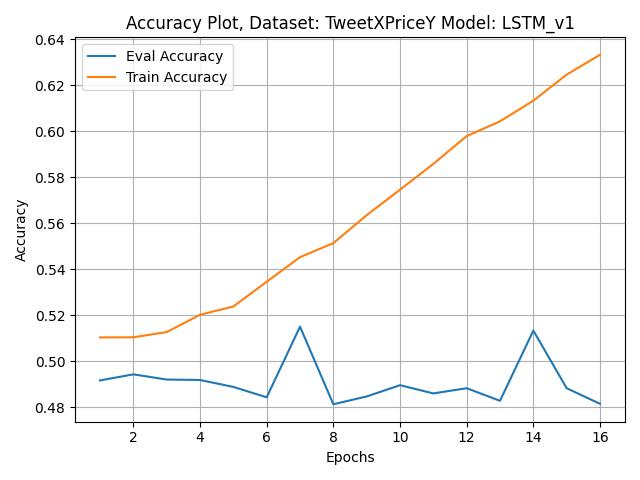 Accuracy Plot, Dataset: TweetXPriceY Model: LSTM_v1
Eval Accuracy
Train Accuracy
Accuracy
0.64
0.62
0.60
0.58
0.56
0.54
0.52
0.50
0.48
2 4 6 8 10 12 14 16
Epochs